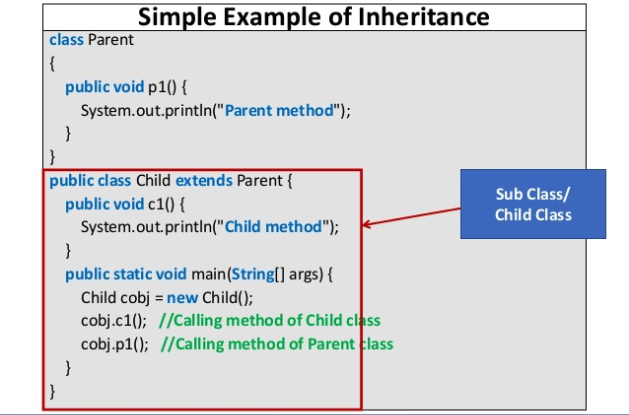 Simple Example of Inheritance
class Parent
{
public void p1() {
System.out.println("Parent method");
}
}
public class Child extends Parent {
public void c1() {
System.out.println("Child method");
}
public static void main(String[] args) {
Child cobj = new Child();
cobj.c1(); //Calling method of Child class
cobj.p1(); //Calling method of Parent class
}
}
Sub Class/
Child Class